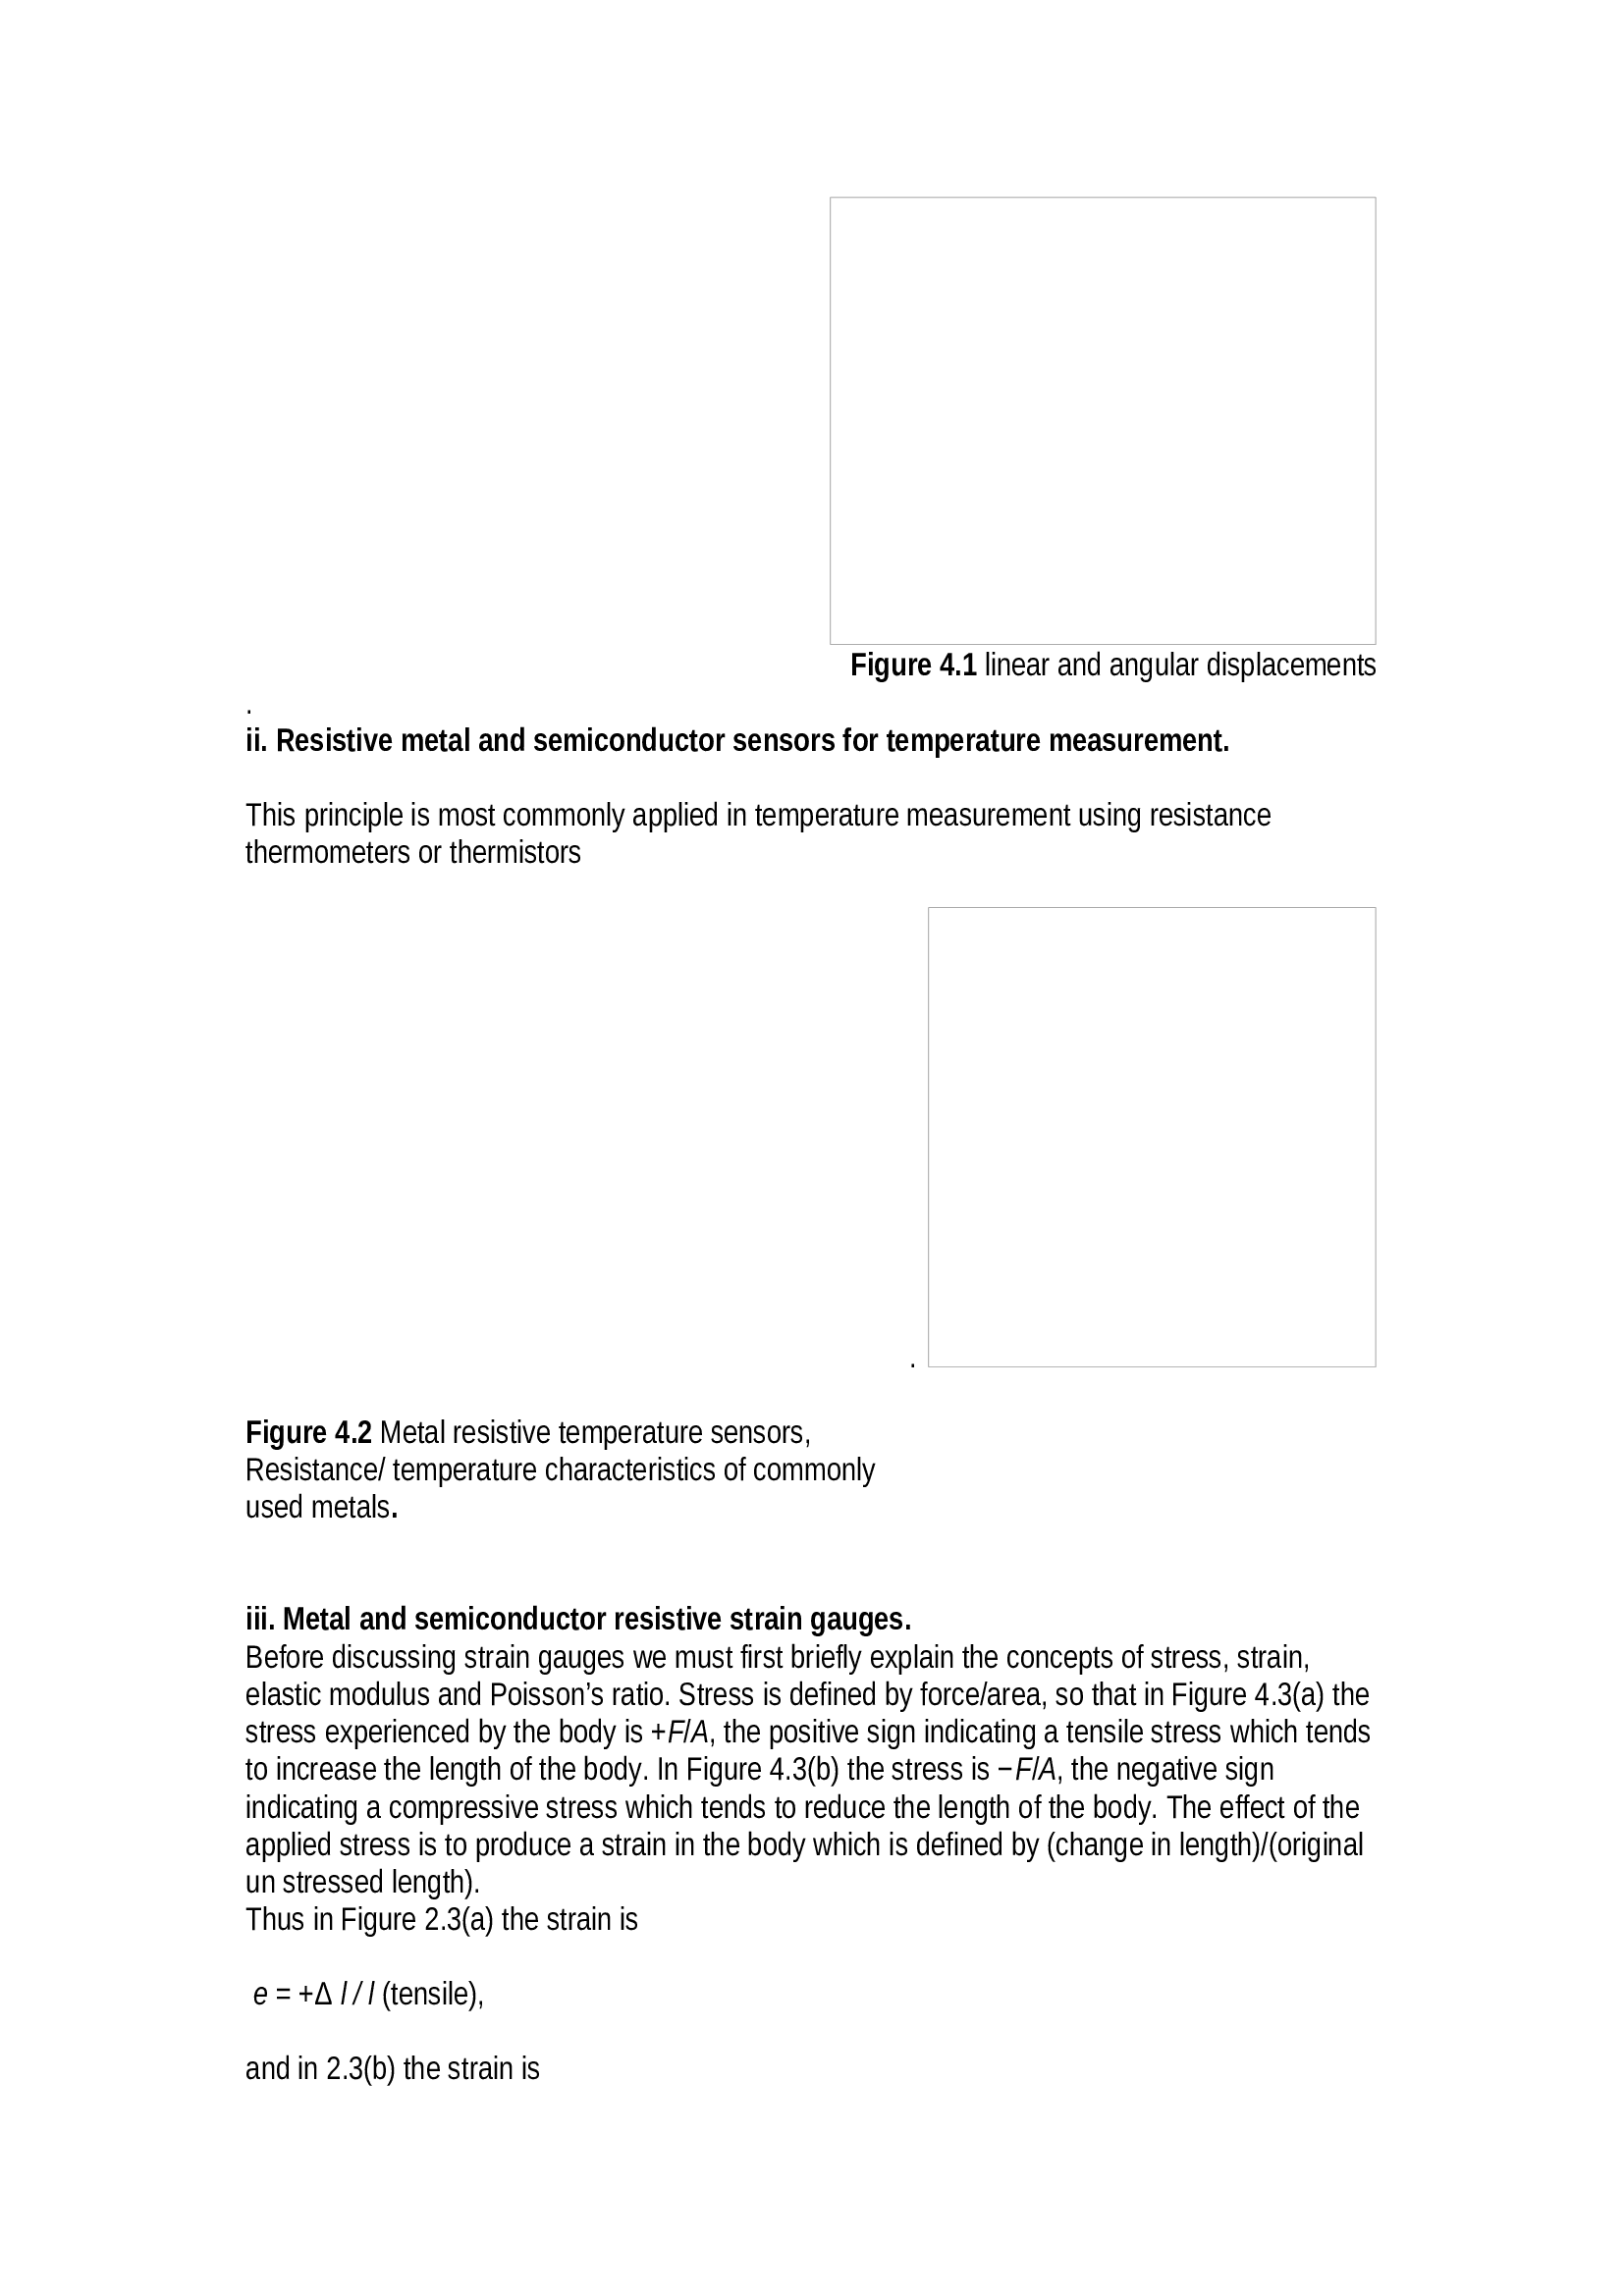 Figure 4.1 linear and angular displacements
.
ii. Resistive metal and semiconductor sensors for temperature measurement.
This principle is most commonly applied in temperature measurement using resistance
thermometers or thermistors
.
Figure 4.2 Metal resistive temperature sensors,
Resistance/ temperature characteristics of commonly
used metals.
iii. Metal and semiconductor resistive strain gauges.
Before discussing strain gauges we must first briefly explain the concepts of stress, strain,
elastic modulus and Poisson’s ratio. Stress is defined by force/area, so that in Figure 4.3(a) the
stress experienced by the body is +F/A, the positive sign indicating a tensile stress which tends
to increase the length of the body. In Figure 4.3(b) the stress is −F/A, the negative sign
indicating a compressive stress which tends to reduce the length of the body. The effect of the
applied stress is to produce a strain in the body which is defined by (change in length)/(original
un stressed length).
Thus in Figure 2.3(a) the strain is
e = +Δ l / l (tensile),
and in 2.3(b) the strain is